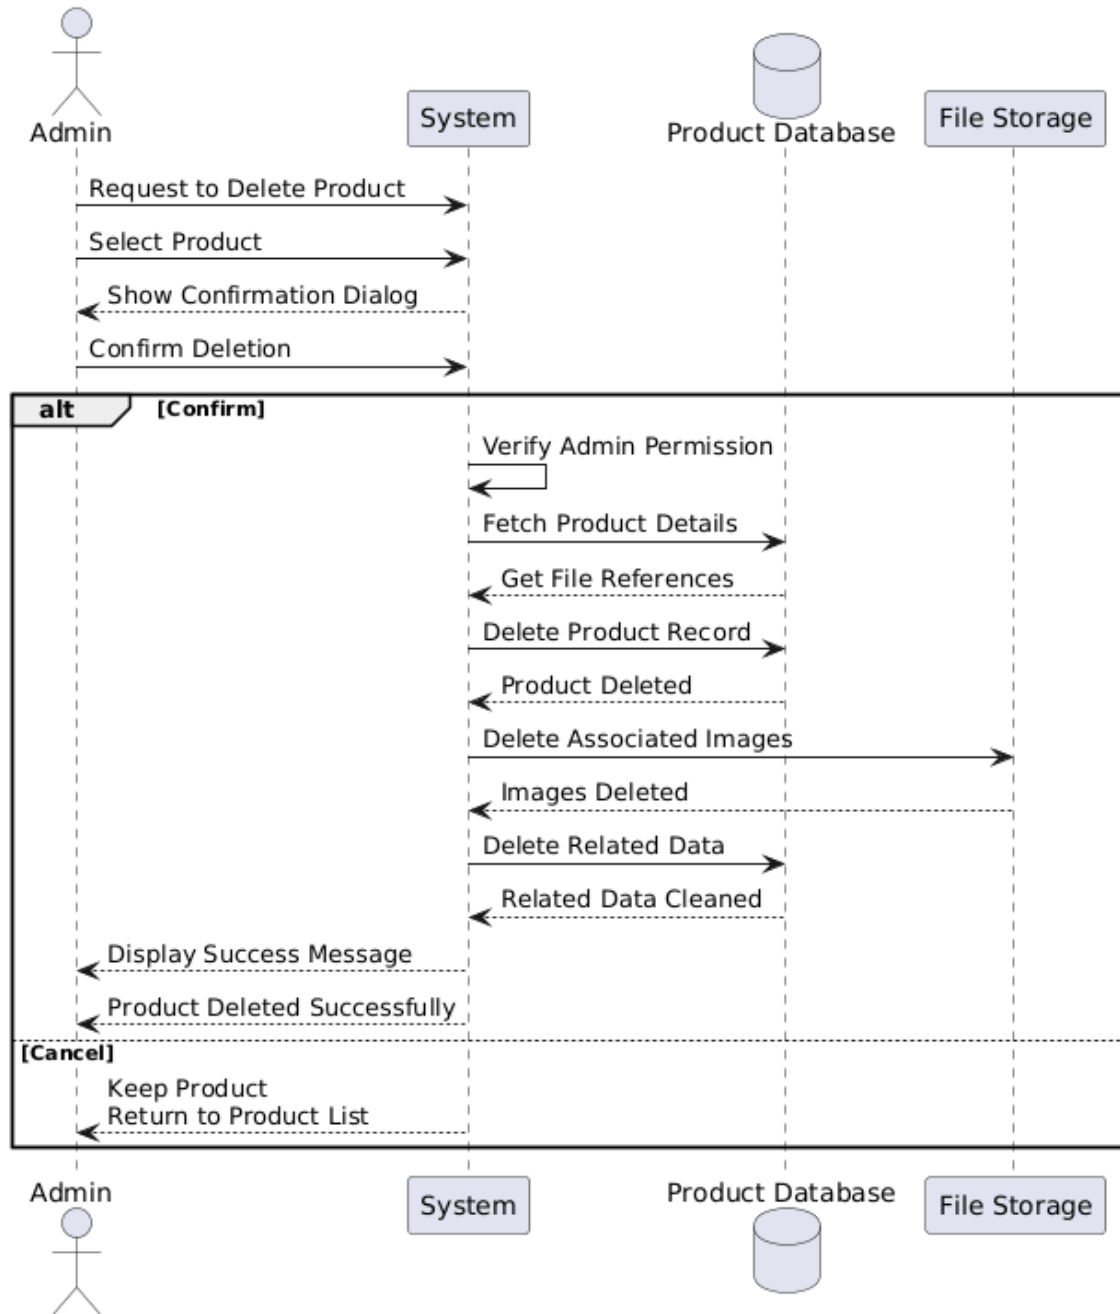 Admin
System
Product Database
File Storage
Request to Delete Product
Select Product
Show Confirmation Dialog
Confirm Deletion
alt [Confirm]
Verify Admin Permission
Fetch Product Details
Get File References
Delete Product Record
Product Deleted
Delete Associated Images
Images Deleted
Delete Related Data
Related Data Cleaned
Display Success Message
Product Deleted Successfully
[Cancel]
Keep Product
Return to Product List
Admin
System
Product Database
File Storage